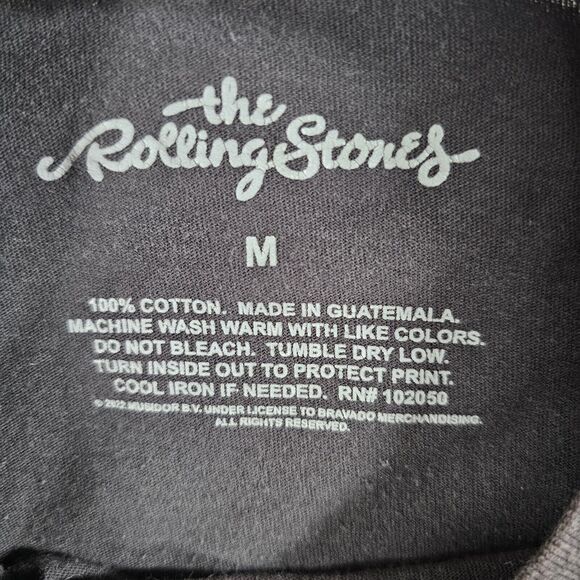 the
Rolling Stones
M
100% COTTON. MADE IN GUATEMALA.
MACHINE WASH WARM WITH LIKE COLORS.
DO NOT BLEACH. TUMBLE DRY LOW.
TURN INSIDE OUT TO PROTECT PRINT.
COOL IRON IF NEEDED. RN# 102050
© 2022 MUSIDOR B.V. UNDER LICENSE TO BRAVADO MERCHANDISING.
ALL RIGHTS RESERVED.